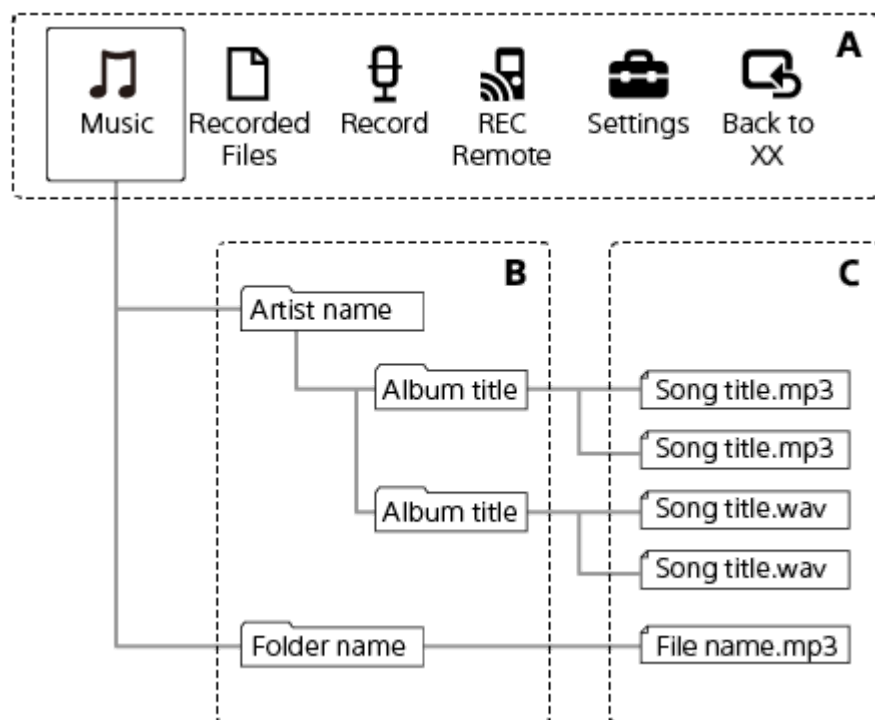 A
Music
Recorded
Files
Record
REC
Remote
Settings
Back to
XX
B
C
Artist name
Album title
Song title.mp3
Song title.mp3
Album title
Song title.wav
Song title.wav
Folder name
File name.mp3